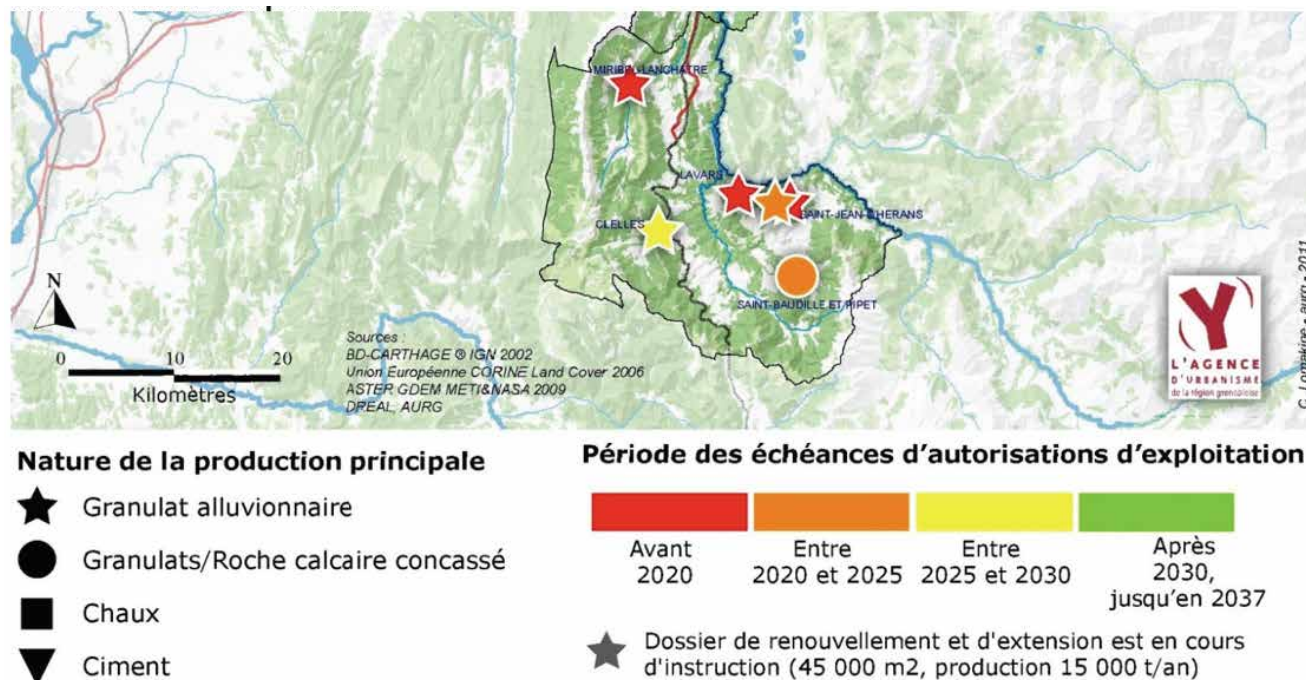 MIRIBEL-LANCHATRE
LAVARS
SAINT-JEAN-D'HERANS
CLELLES
SAINT-BAUDILLE ET PIPET
N
0 10 20
Kilomètres
Sources :
BD-CARTHAGE ® IGN 2002
Union Européenne CORINE Land Cover 2006
ASTER GDEM METI&NASA 2009
DREAL, AURG
Y
L'AGENCE
D'URBANISME
de la région grenobloise
aurg - 2011
Nature de la production principale
Granulat alluvionnaire
Granulats/Roche calcaire concassé
Chaux
Ciment
Période des échéances d'autorisations d'exploitation
Avant
2020
Entre
2020 et 2025
Entre
2025 et 2030
Après
2030,
jusqu'en 2037
Dossier de renouvellement et d'extension est en cours
d'instruction (45 000 m2, production 15 000 t/an)